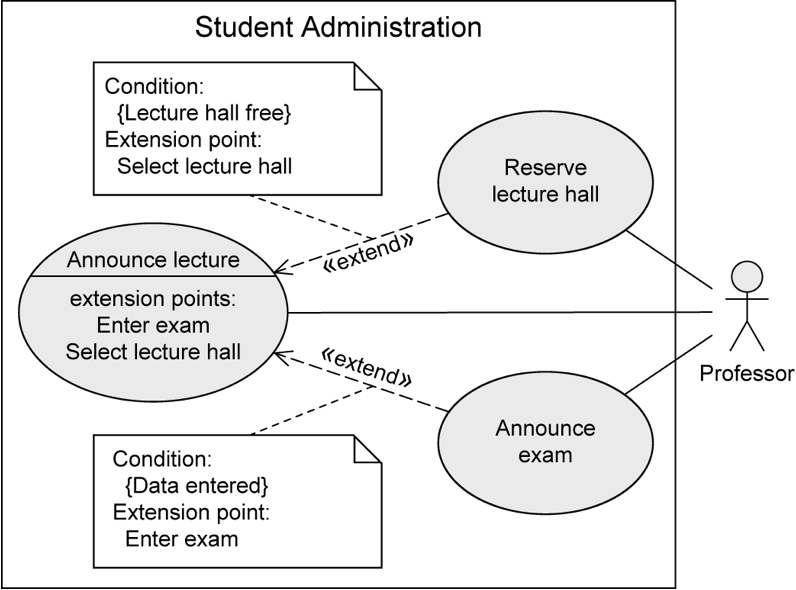 Student Administration
Condition:
{Lecture hall free}
Extension point:
Select lecture hall
Reserve
lecture hall
«extend»
Announce lecture
extension points:
Enter exam
Select lecture hall
«extend»
Professor
Announce
exam
Condition:
{Data entered}
Extension point:
Enter exam